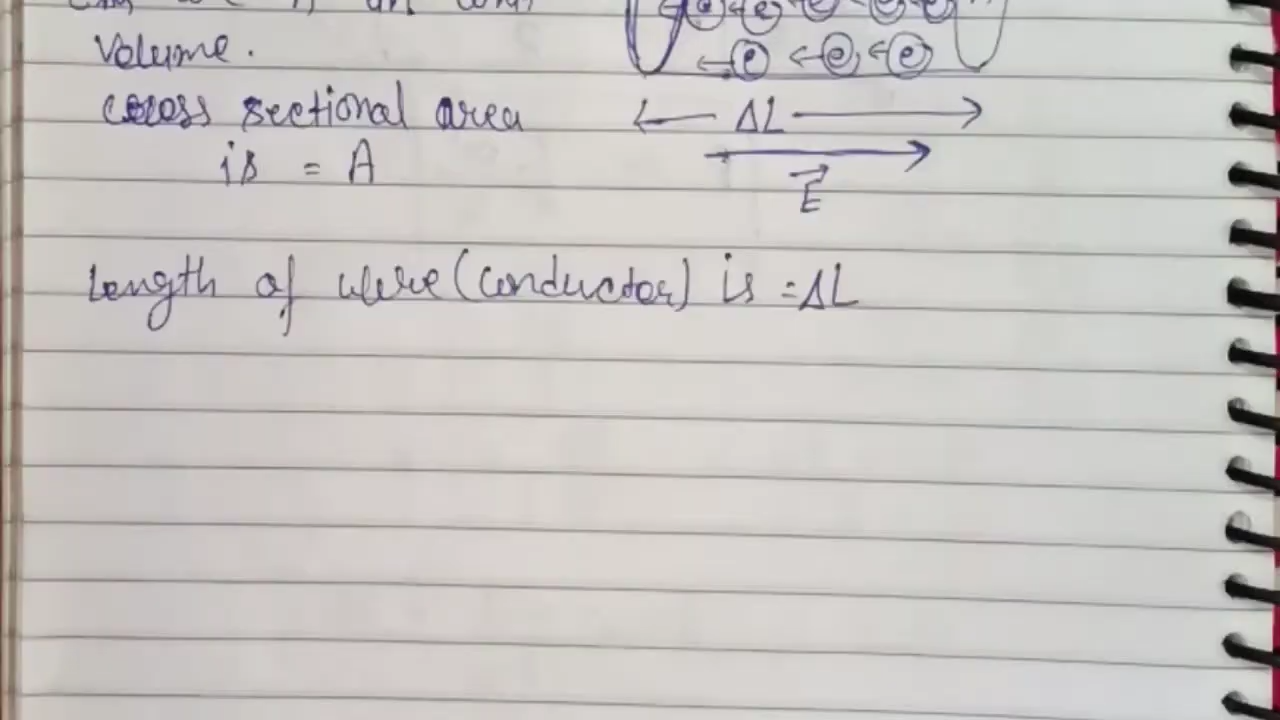 e e e e e
Volume.
e e e
cross sectional area
ΔL
is = A
E
Length of wire (conductor) is = ΔL